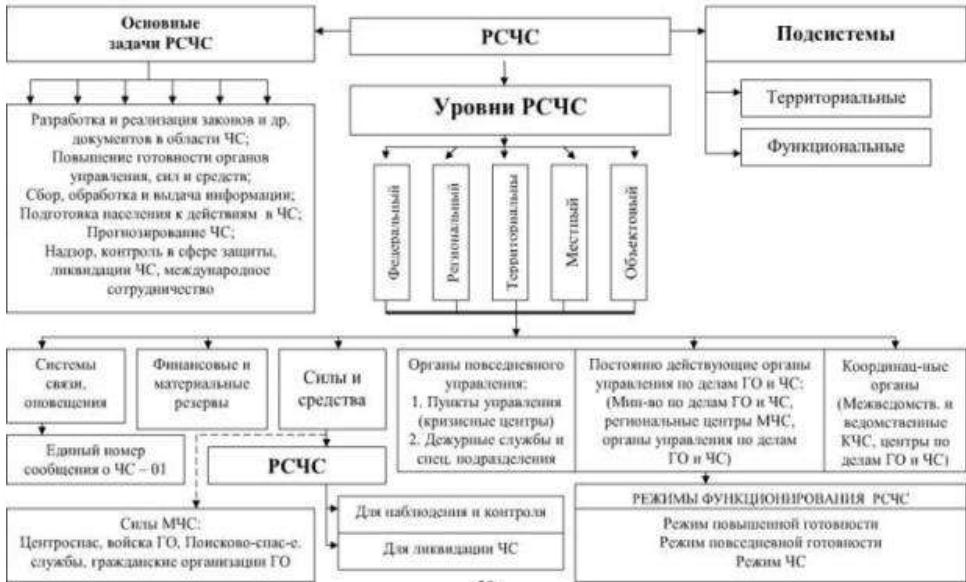 Основные
задачи РСЧС
РСЧС
Подсистемы
Уровни РСЧС
Территориальные
Функциональные
Разработка и реализация законов и др.
документов в области ЧС;
Повышение готовности органов
управления, сил и средств;
Сбор, обработка и выдача информации;
Подготовка населения к действиям в ЧС;
Прогнозирование ЧС;
Надзор, контроль в сфере защиты,
ликвидации ЧС, международное
сотрудничество
Федеральный
Региональный
Территориальны
Местный
Объектовый
Системы
связи,
оповещения
Финансовые и
материальные
резервы
Силы и
средства
Органы повседневного
управления:
1. Пункты управления
(кризисные центры)
2. Дежурные службы и
спец. подразделения
Постоянно действующие органы
управления по делам ГО и ЧС:
(Мин-во по делам ГО и ЧС,
региональные центры МЧС,
органы управления по делам
ГО и ЧС)
Координац-ные
органы
(Межведомств. и
ведомственные
КЧС, центры по
делам ГО и ЧС)
Единый номер
сообщения о ЧС – 01
РСЧС
Силы МЧС:
Центроспас, войска ГО, Поисково-спас-е.
службы, гражданские организации ГО
Для наблюдения и контроля
Для ликвидации ЧС
РЕЖИМЫ ФУНКЦИОНИРОВАНИЯ РСЧС
Режим повышенной готовности
Режим повседневной готовности
Режим ЧС